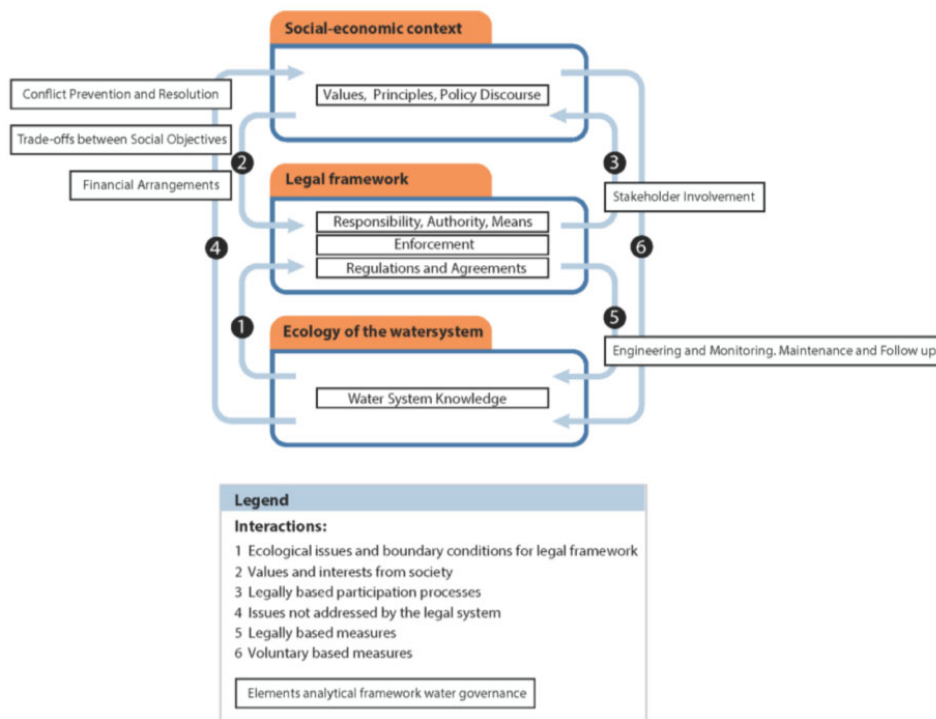 Social-economic context
Conflict Prevention and Resolution
Values, Principles, Policy Discourse
Trade-offs between Social Objectives
2
3
Financial Arrangements
Legal framework
Stakeholder Involvement
Responsibility, Authority, Means
4
Enforcement
6
Regulations and Agreements
1
5
Ecology of the watersystem
Engineering and Monitoring. Maintenance and Follow up
Water System Knowledge
Legend
Interactions:
1 Ecological issues and boundary conditions for legal framework
2 Values and interests from society
3 Legally based participation processes
4 Issues not addressed by the legal system
5 Legally based measures
6 Voluntary based measures
Elements analytical framework water governance